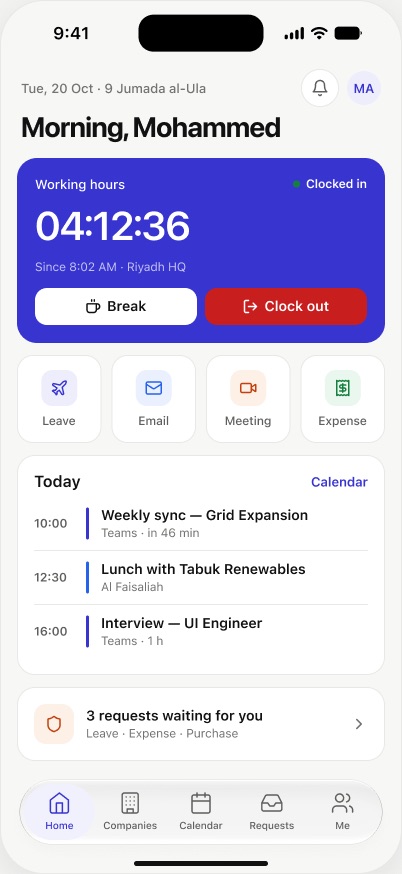 9:41
Tue, 20 Oct · 9 Jumada al-Ula
MA
Morning, Mohammed
Working hours
Clocked in
04:12:36
Since 8:02 AM · Riyadh HQ
Break
Clock out
Leave
Email
Meeting
Expense
Today
Calendar
10:00
Weekly sync — Grid Expansion
Teams · in 46 min
12:30
Lunch with Tabuk Renewables
Al Faisaliah
16:00
Interview — UI Engineer
Teams · 1 h
3 requests waiting for you
Leave · Expense · Purchase
Home
Companies
Calendar
Requests
Me